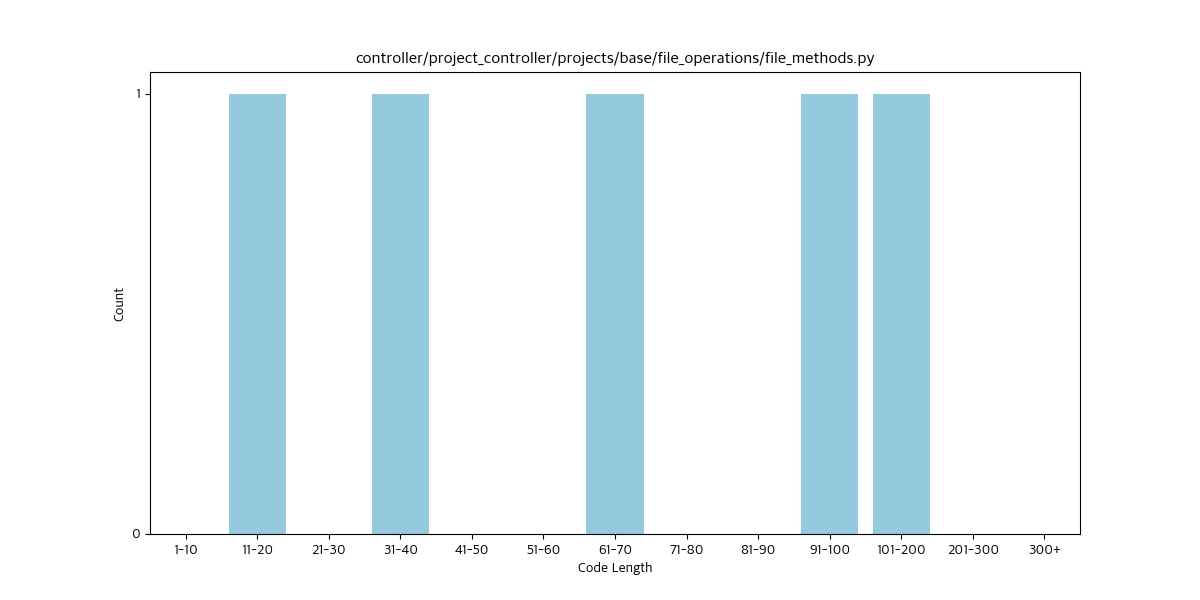 controller/project_controller/projects/base/file_operations/file_methods.py
1
Count
0
1-10 11-20 21-30 31-40 41-50 51-60 61-70 71-80 81-90 91-100 101-200 201-300 300+
Code Length